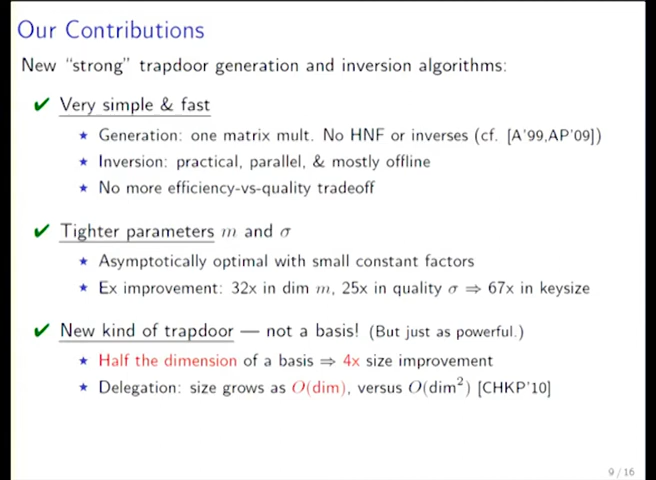 Our Contributions
New “strong” trapdoor generation and inversion algorithms:
✔ Very simple & fast
★ Generation: one matrix mult. No HNF or inverses (cf. [A'99,AP'09])
★ Inversion: practical, parallel, & mostly offline
★ No more efficiency-vs-quality tradeoff
✔ Tighter parameters m and σ
★ Asymptotically optimal with small constant factors
★ Ex improvement: 32x in dim m, 25x in quality σ ⇒ 67x in keysize
✔ New kind of trapdoor — not a basis! (But just as powerful.)
★ Half the dimension of a basis ⇒ 4x size improvement
★ Delegation: size grows as O(dim), versus O(dim²) [CHKP'10]
9 / 16